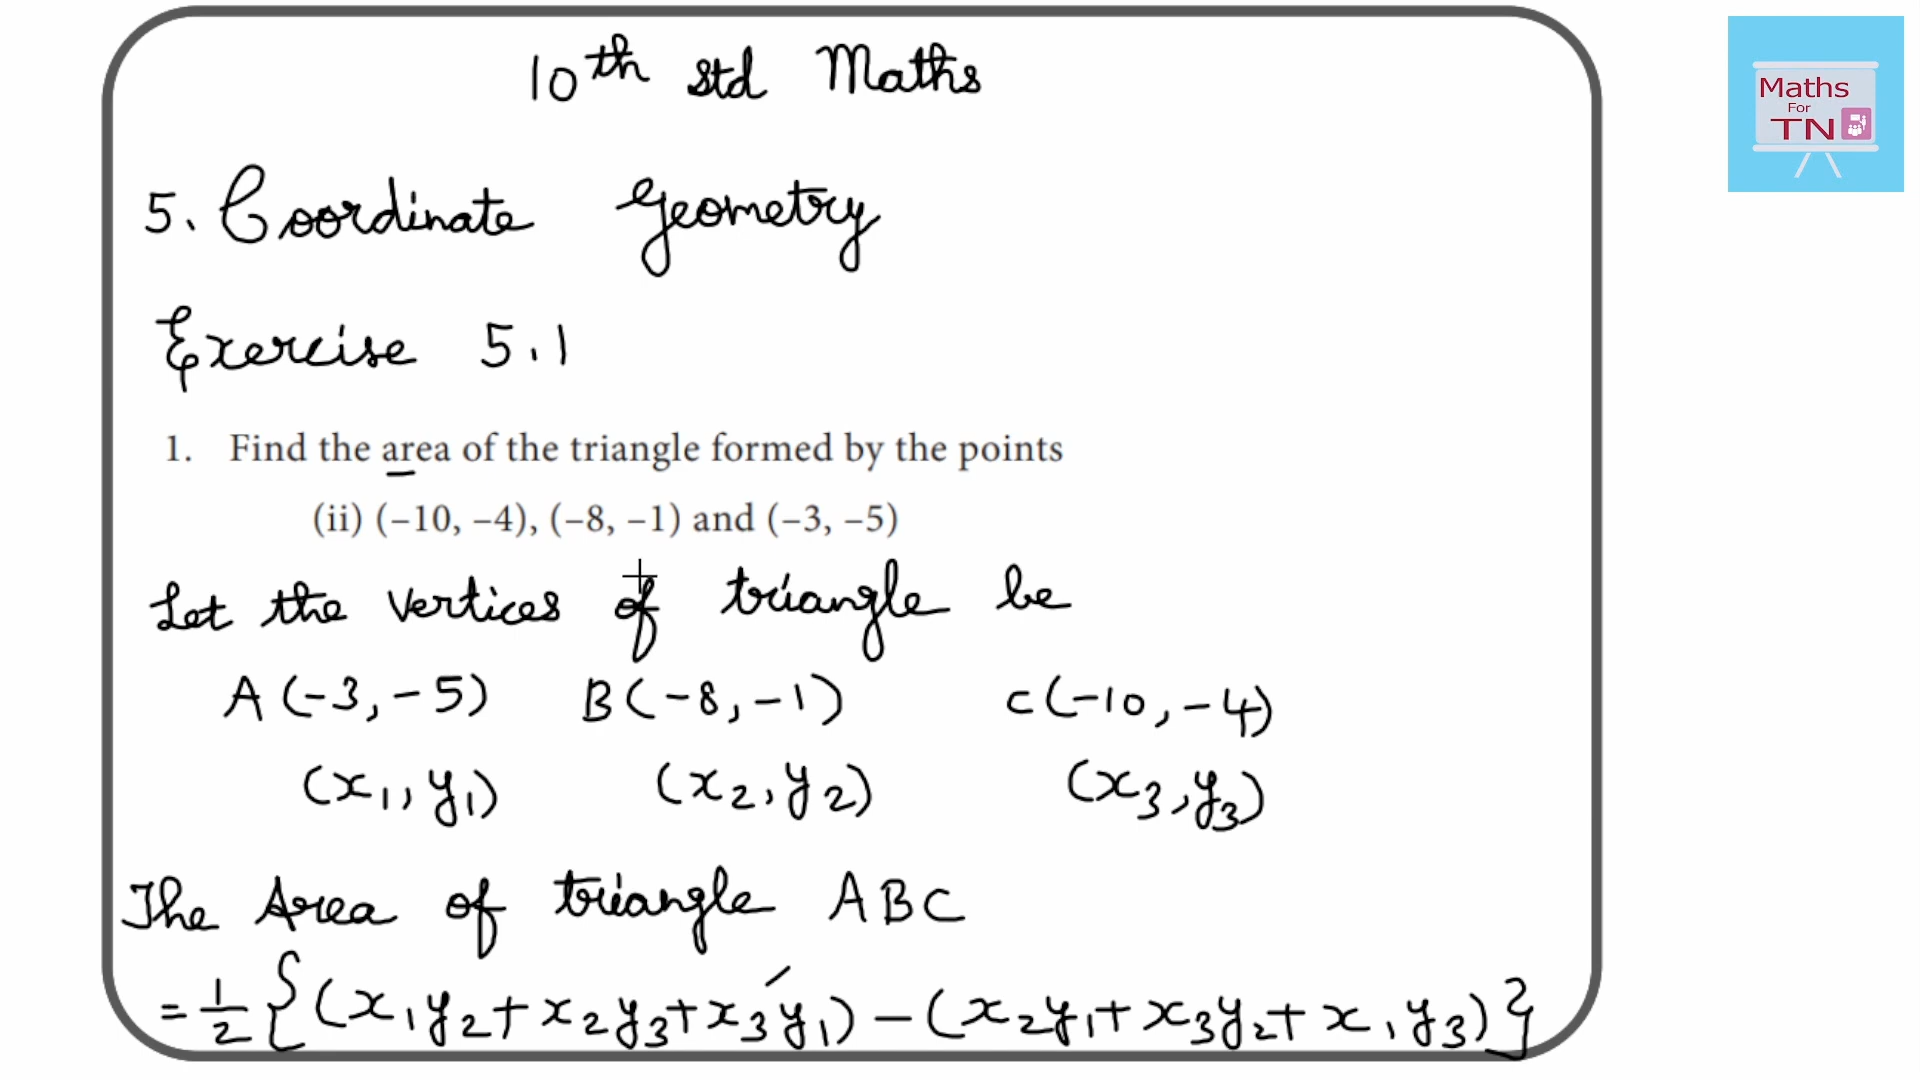 10th std Maths
Maths
For
TN
5. Coordinate Geometry
Exercise 5.1
1. Find the area of the triangle formed by the points
(ii) (–10, –4), (–8, –1) and (–3, –5)
Let the vertices of triangle be
A(-3,-5) B(-8,-1) C(-10,-4)
(x₁,y₁) (x₂,y₂) (x₃,y₃)
The Area of triangle ABC
= ½{(x₁y₂+x₂y₃+x₃y₁)-(x₂y₁+x₃y₂+x₁y₃)}